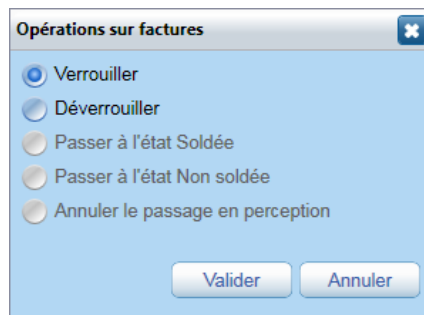 Opérations sur factures
Verrouiller
Déverrouiller
Passer à l'état Soldée
Passer à l'état Non soldée
Annuler le passage en perception
Valider Annuler